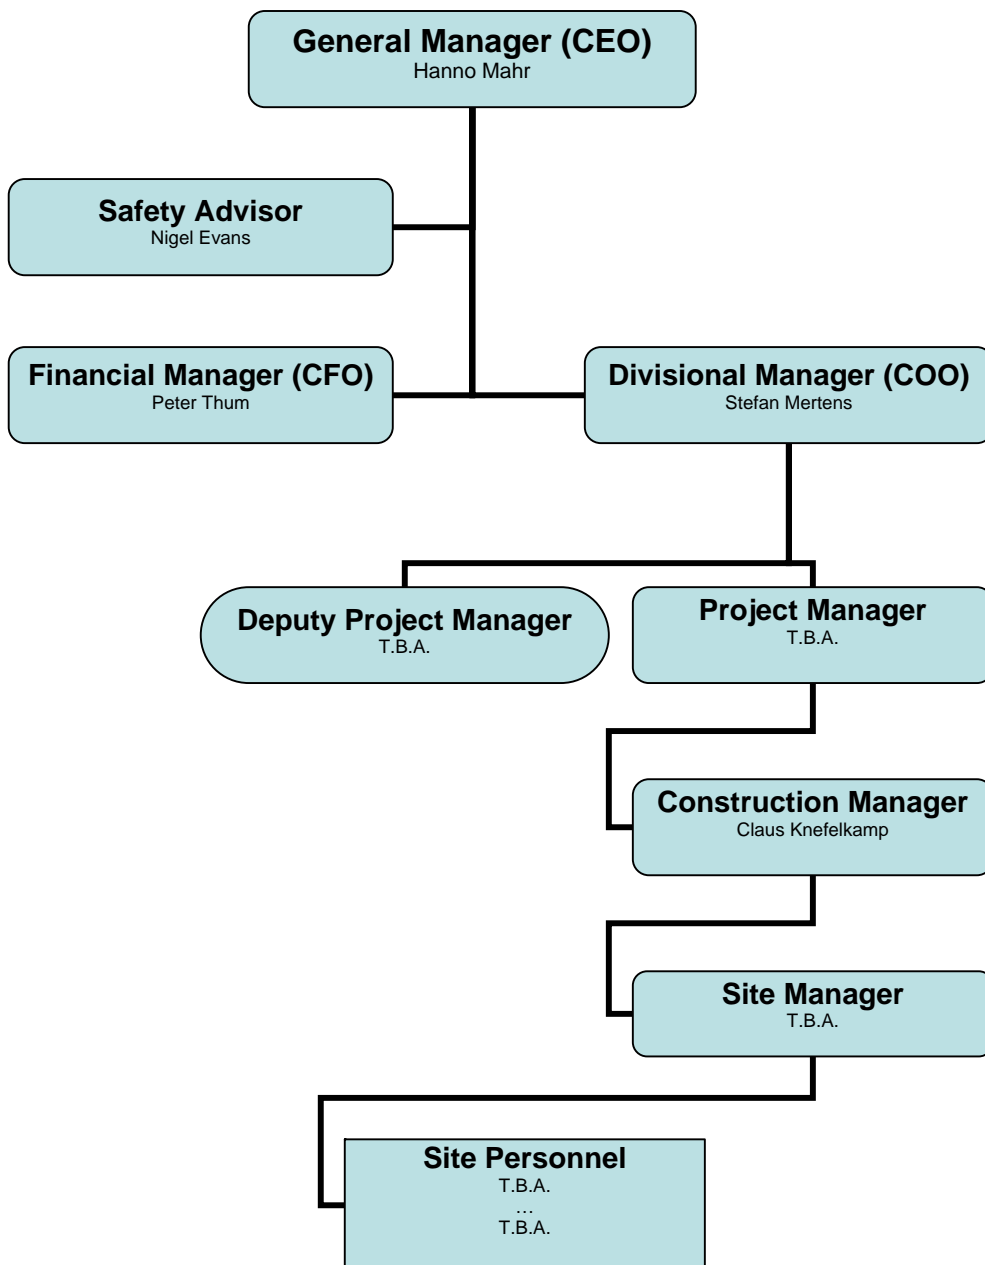 General Manager (CEO)
Hanno Mahr
Safety Advisor
Nigel Evans
Financial Manager (CFO)
Peter Thum
Divisional Manager (COO)
Stefan Mertens
Deputy Project Manager
T.B.A.
Project Manager
T.B.A.
Construction Manager
Claus Knefelkamp
Site Manager
T.B.A.
Site Personnel
T.B.A.
...
T.B.A.